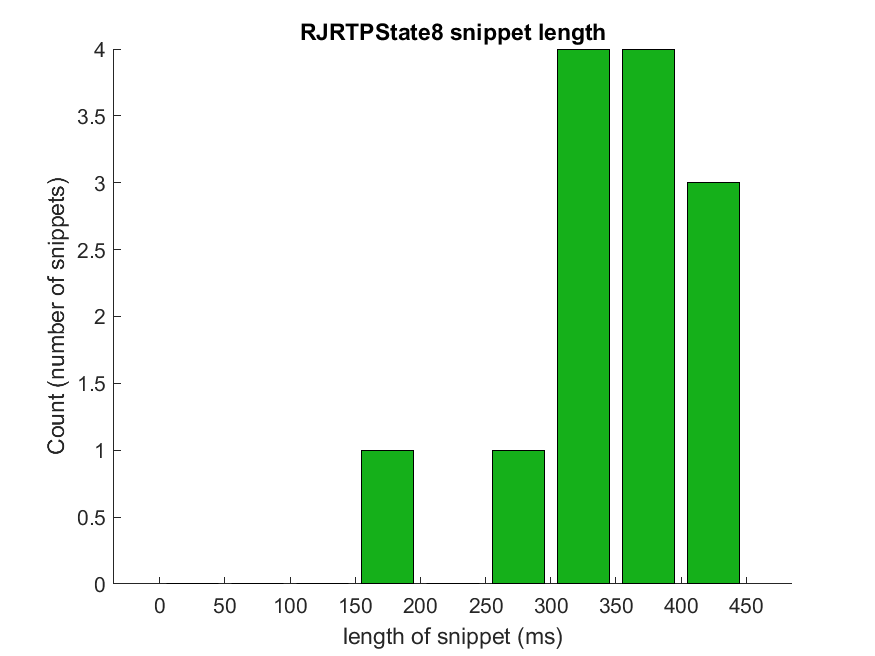 RJRTPState8 snippet length
4
3.5
3
2.5
2
1.5
1
0.5
0
Count (number of snippets)
0 50 100 150 200 250 300 350 400 450
length of snippet (ms)